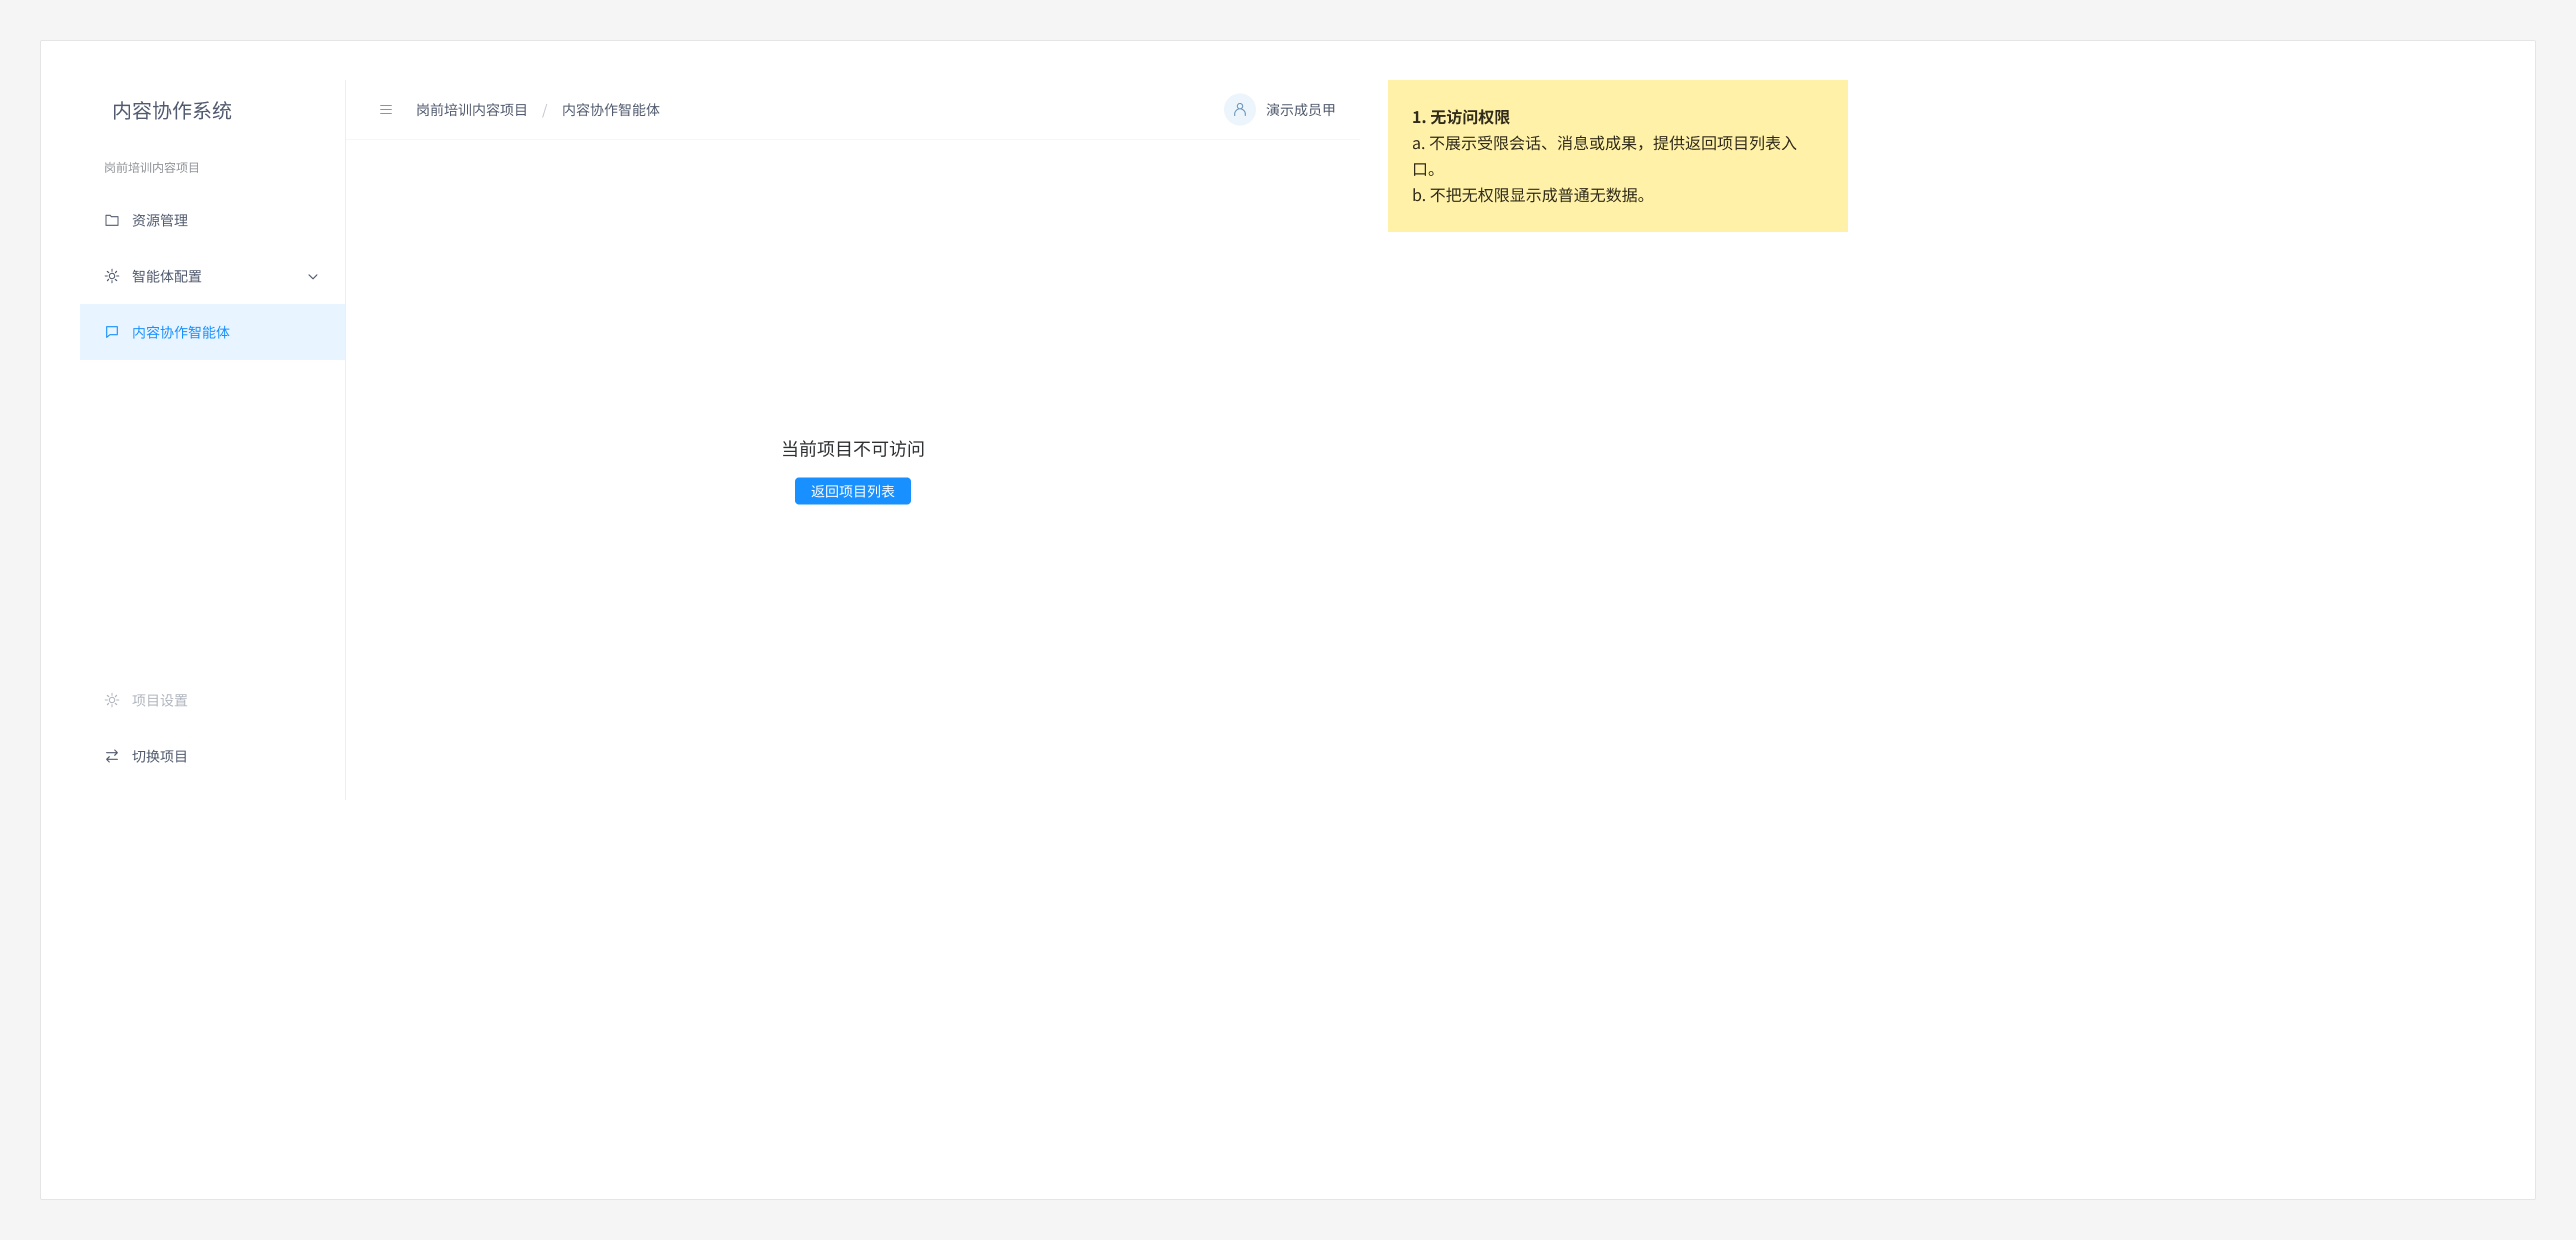 内容协作系统
岗前培训内容项目
资源管理
智能体配置
内容协作智能体
项目设置
切换项目
岗前培训内容项目 / 内容协作智能体
演示成员甲
当前项目不可访问
返回项目列表
1. 无访问权限
a. 不展示受限会话、消息或成果，提供返回项目列表入
口。
b. 不把无权限显示成普通无数据。